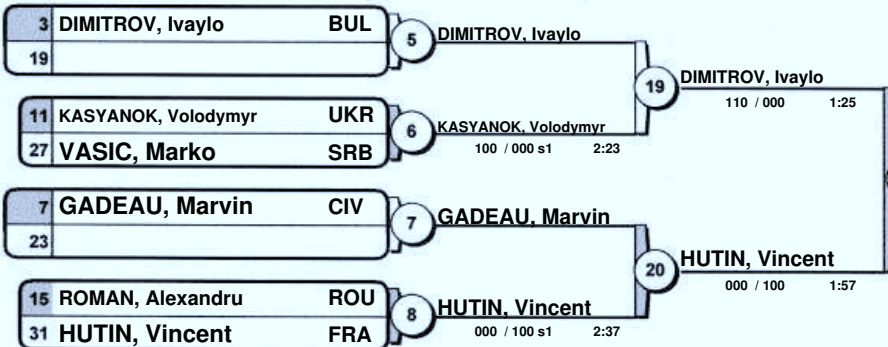 3 DIMITROV, Ivaylo BUL
19
5
DIMITROV, Ivaylo
11 KASYANOK, Volodymyr UKR
27 VASIC, Marko SRB
6
KASYANOK, Volodymyr
100 / 000 s1 2:23
19
DIMITROV, Ivaylo
110 / 000 1:25
7 GADEAU, Marvin CIV
23
7
GADEAU, Marvin
15 ROMAN, Alexandru ROU
31 HUTIN, Vincent FRA
8
HUTIN, Vincent
000 / 100 s1 2:37
20
HUTIN, Vincent
000 / 100 1:57